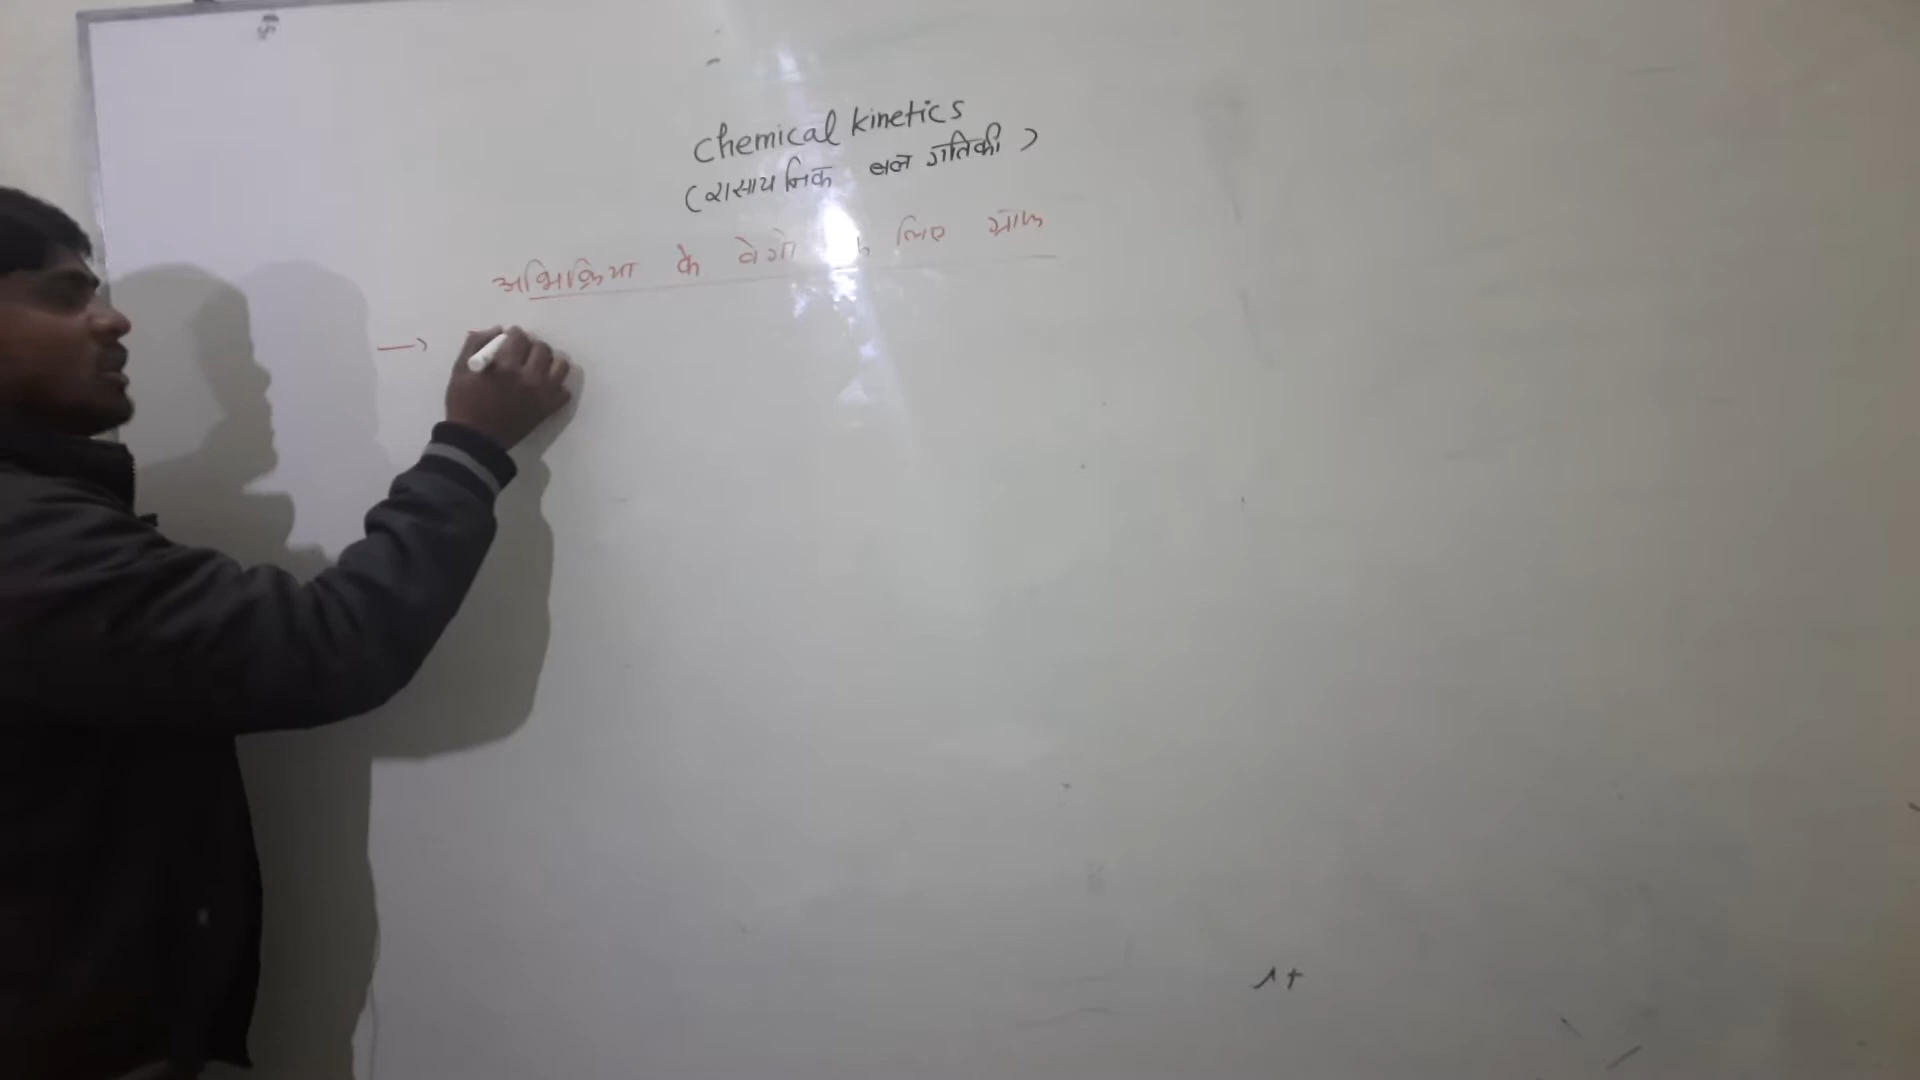 chemical kinetics
(रासायनिक बल गतिकी)
अभिक्रिया के वेगो लिए ग्राफ
→